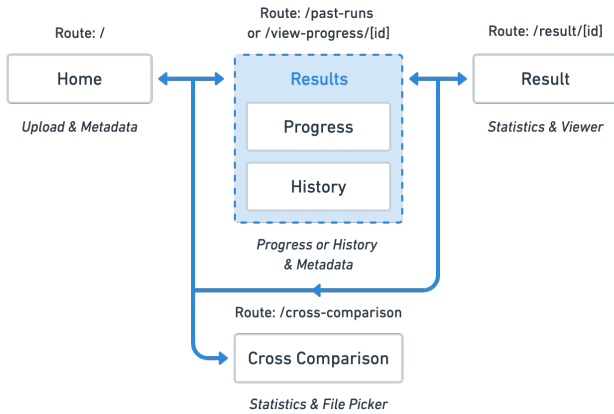 Route: /
Home
Upload & Metadata
Route: /past-runs
or /view-progress/[id]
Results
Progress
History
Progress or History
& Metadata
Route: /result/[id]
Result
Statistics & Viewer
Route: /cross-comparison
Cross Comparison
Statistics & File Picker